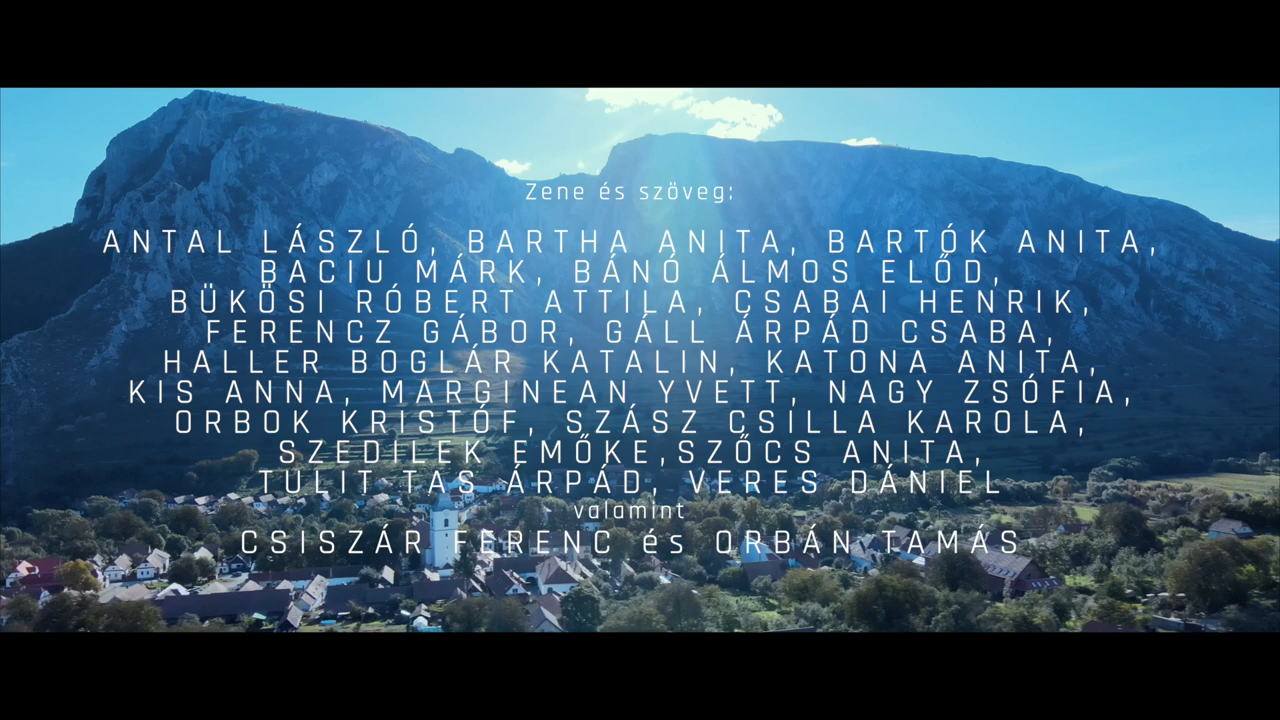 Zene és szöveg:
ANTAL LÁSZLÓ, BARTHA ANITA, BARTÓK ANITA,
BACIU MÁRK, BÁNÓ ÁLMOS ELŐD,
BÜKÖSI RÓBERT ATTILA, CSABAI HENRIK,
FERENCZ GÁBOR, GÁLL ÁRPÁD CSABA,
HALLER BOGLÁR KATALIN, KATONA ANITA,
KIS ANNA, MARGINEAN YVETT, NAGY ZSÓFIA,
ORBOK KRISTÓF, SZÁSZ CSILLA KAROLA,
SZEDILEK EMŐKE,SZŐCS ANITA,
TULIT TAS ÁRPÁD, VERES DÁNIEL
valamint
CSISZÁR FERENC és ORBÁN TAMÁS